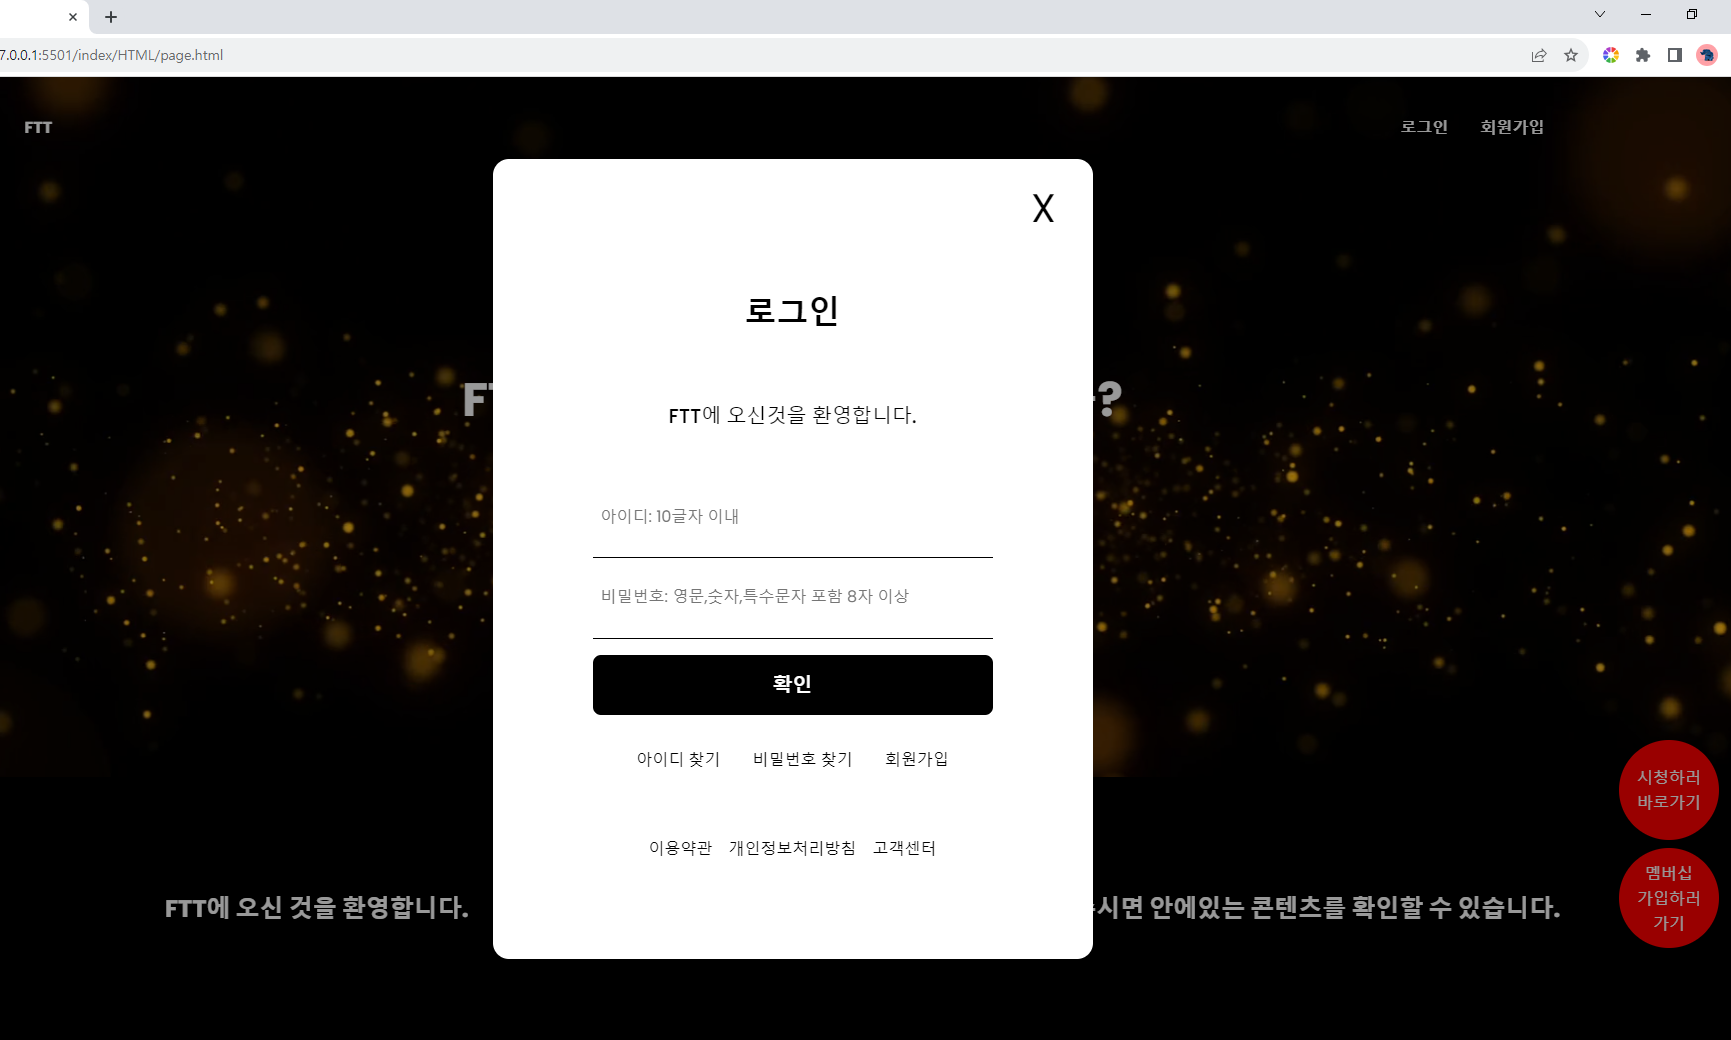 7.0.0.1:5501/index/HTML/page.html
FTT
로그인 회원가입
X
로그인
FTT에 오신것을 환영합니다.
아이디: 10글자 이내
비밀번호: 영문,숫자,특수문자 포함 8자 이상
확인
아이디 찾기 비밀번호 찾기 회원가입
이용약관 개인정보처리방침 고객센터
?
시청하러
바로가기
멤버십
가입하러
가기
FTT에 오신 것을 환영합니다.
시면 안에있는 콘텐츠를 확인할 수 있습니다.